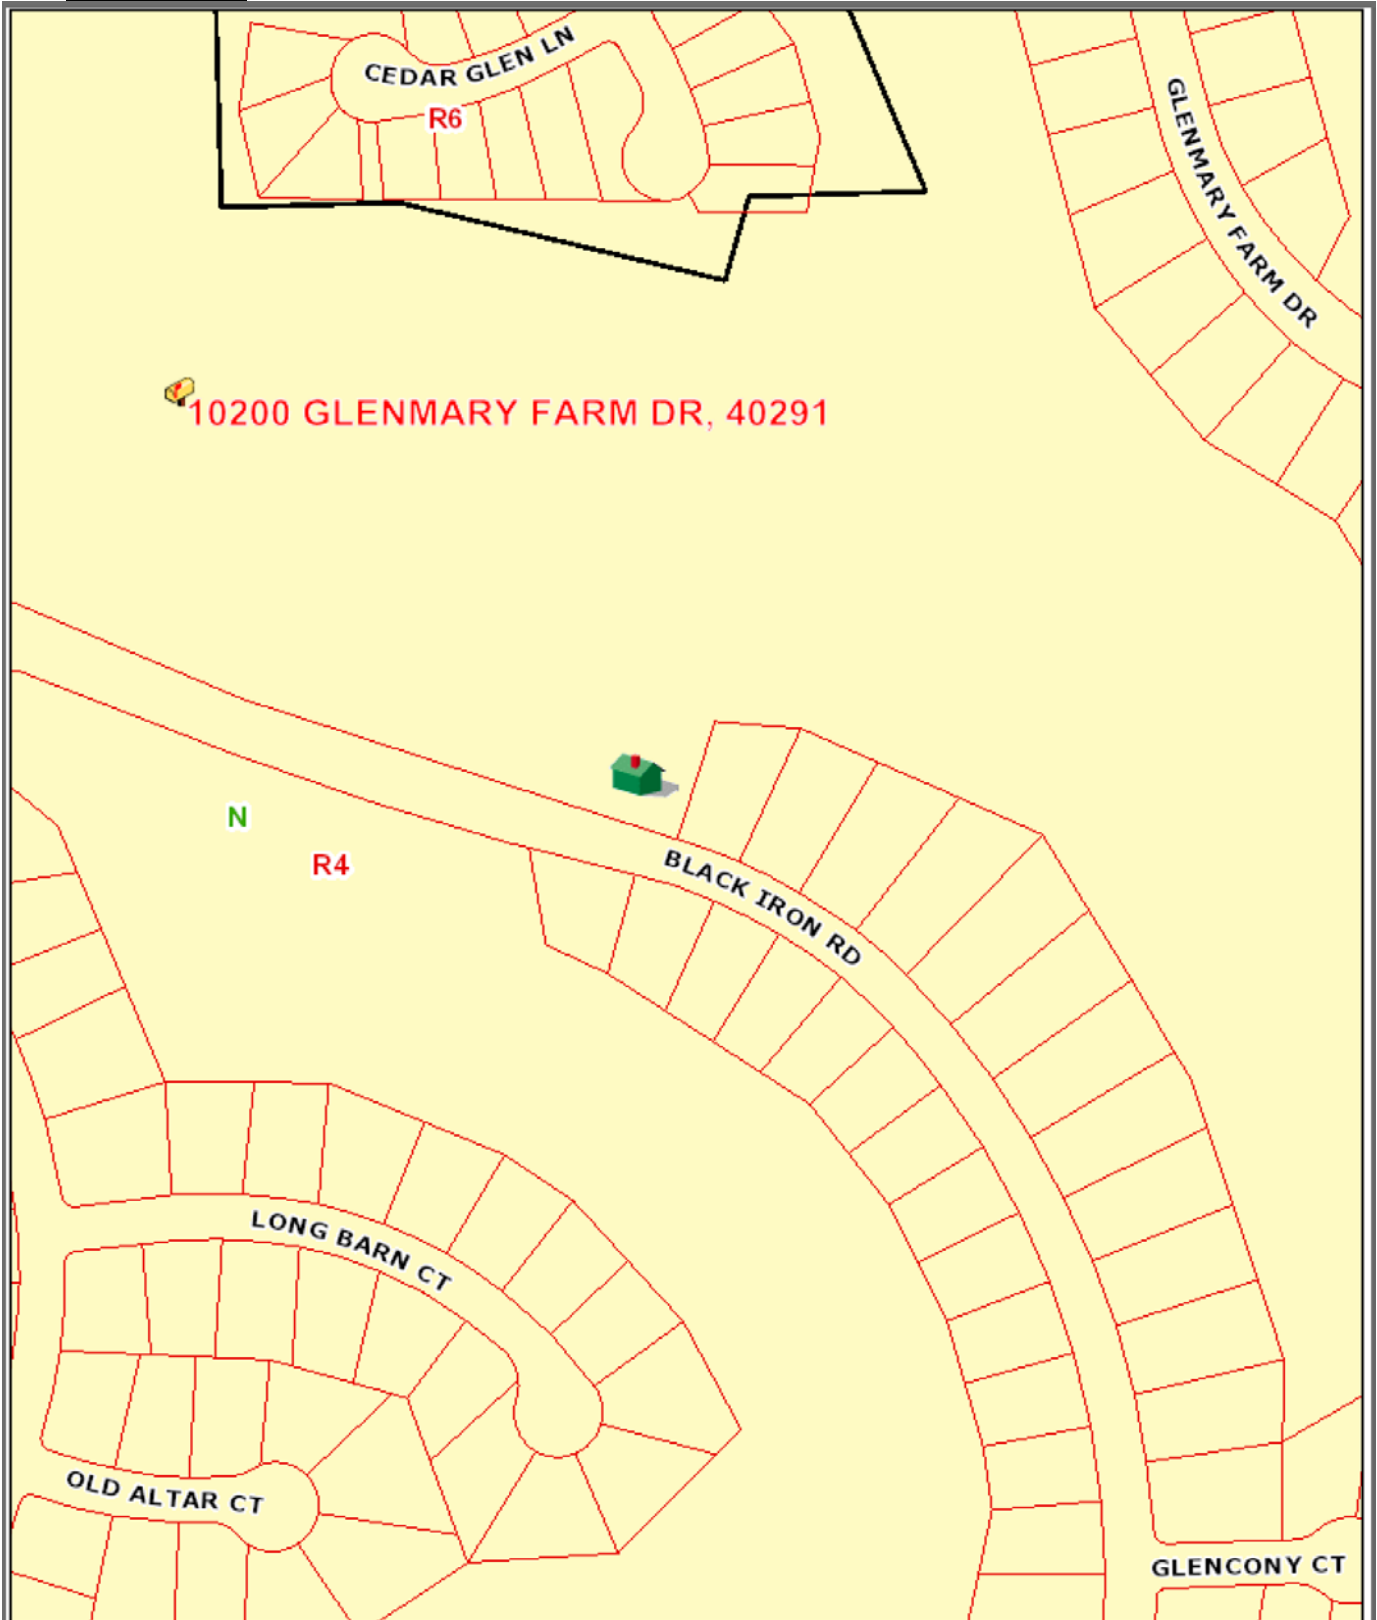 CEDAR GLEN LN
R6
GLENMARY FARM DR
10200 GLENMARY FARM DR, 40291
N
R4
BLACK IRON RD
LONG BARN CT
OLD ALTAR CT
GLENCONY CT